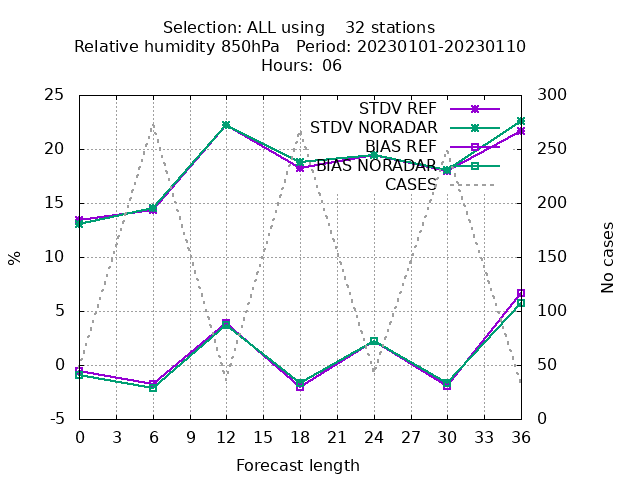 Selection: ALL using    32 stations
Relative humidity 850hPa   Period: 20230101-20230110
Hours: 06
25
20
15
10
5
0
-5
%
300
250
200
150
100
50
0
No cases
STDV REF
STDV NORADAR
BIAS REF
BIAS NORADAR
CASES
0 3 6 9 12 15 18 21 24 27 30 33 36
Forecast length